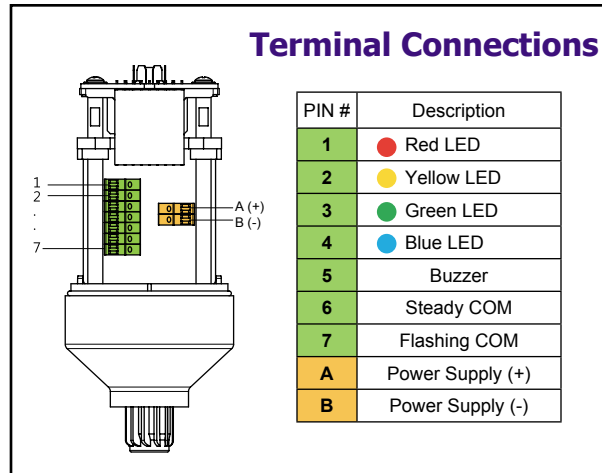 Terminal Connections
1
2
.
.
7
A (+)
B (-)
PIN # Description
1 Red LED
2 Yellow LED
3 Green LED
4 Blue LED
5 Buzzer
6 Steady COM
7 Flashing COM
A Power Supply (+)
B Power Supply (-)